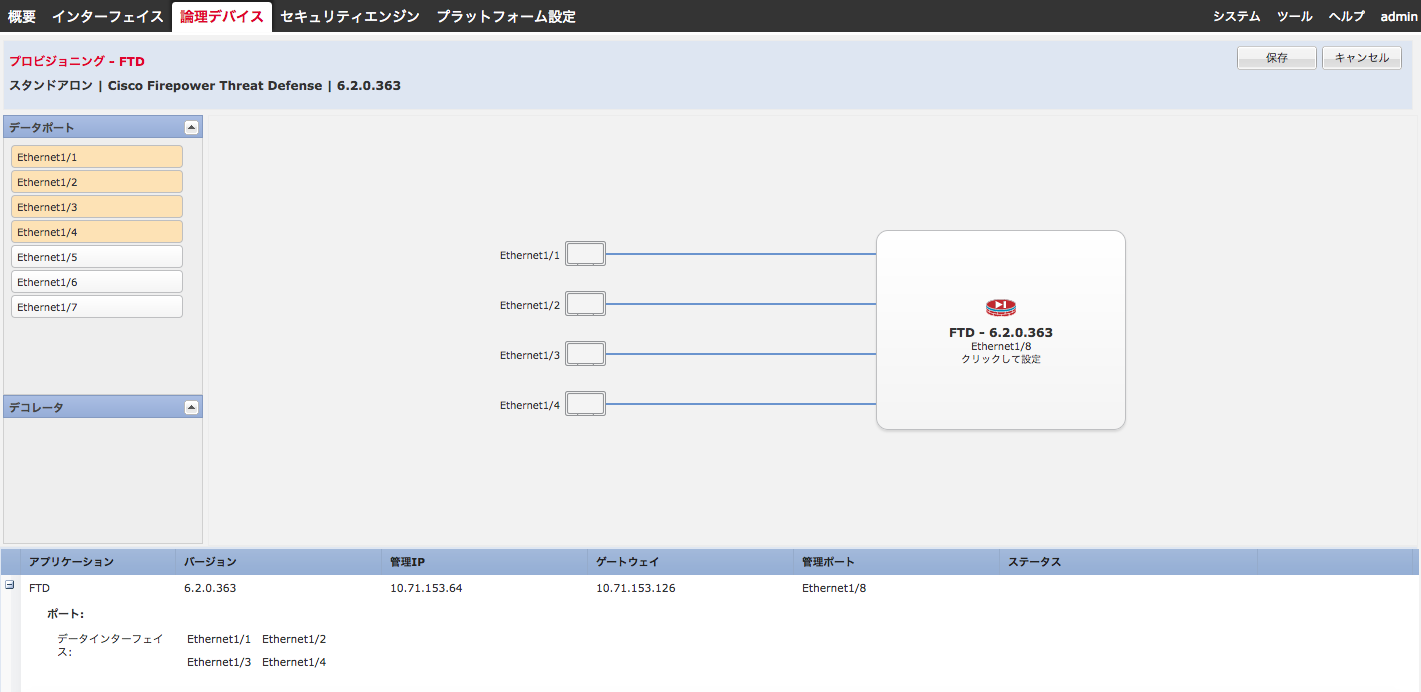 概要 インターフェイス 論理デバイス セキュリティエンジン プラットフォーム設定 システム ツール ヘルプ admin
プロビジョニング - FTD
保存 キャンセル
スタンドアロン | Cisco Firepower Threat Defense | 6.2.0.363
データポート
Ethernet1/1
Ethernet1/2
Ethernet1/3
Ethernet1/4
Ethernet1/5
Ethernet1/6
Ethernet1/7
デコレータ
Ethernet1/1
Ethernet1/2
Ethernet1/3
Ethernet1/4
FTD - 6.2.0.363
Ethernet1/8
クリックして設定
アプリケーション バージョン 管理IP ゲートウェイ 管理ポート ステータス
FTD 6.2.0.363 10.71.153.64 10.71.153.126 Ethernet1/8
ポート:
データインターフェイ
ス:
Ethernet1/1 Ethernet1/2
Ethernet1/3 Ethernet1/4